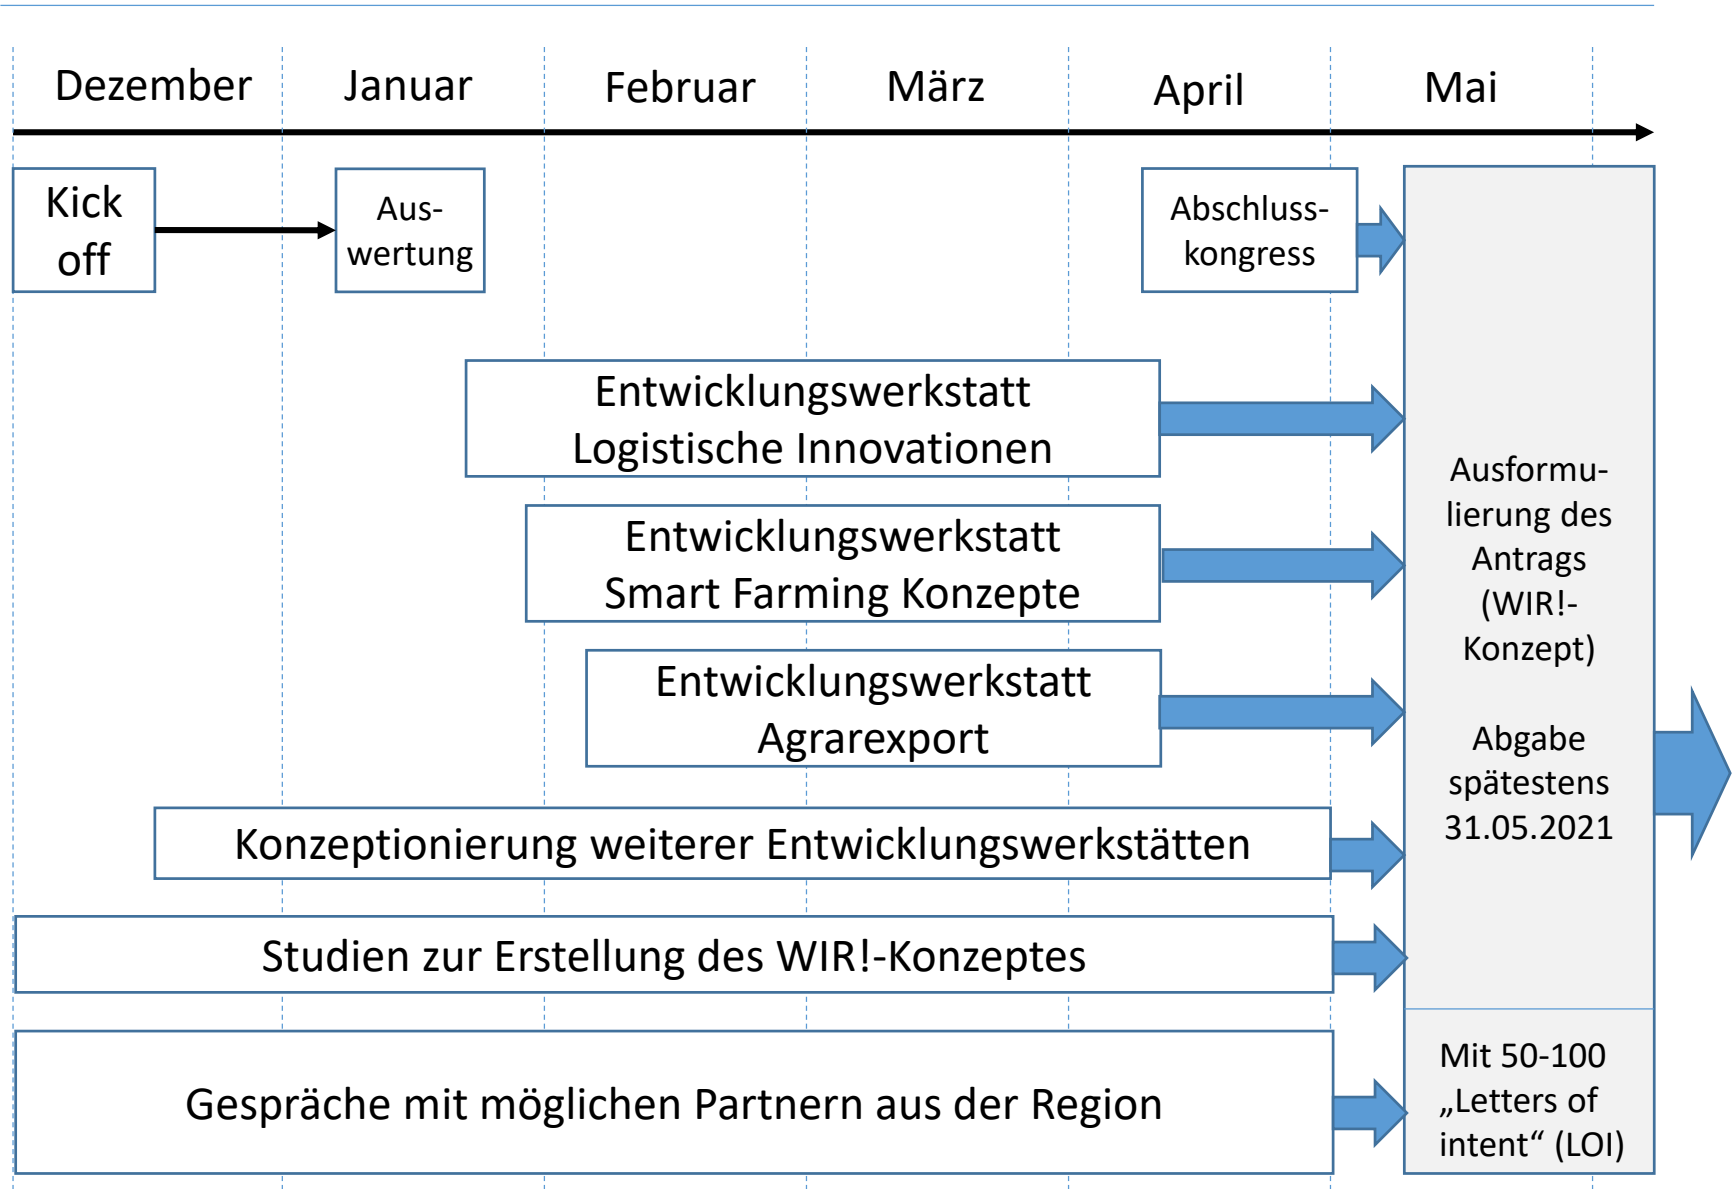 Dezember
Januar
Februar
März
April
Mai
Kick
off
Aus-
wertung
Abschluss-
kongress
Entwicklungswerkstatt
Logistische Innovationen
Entwicklungswerkstatt
Smart Farming Konzepte
Entwicklungswerkstatt
Agrarexport
Konzeptionierung weiterer Entwicklungswerkstätten
Studien zur Erstellung des WIR!-Konzeptes
Gespräche mit möglichen Partnern aus der Region
Ausformu-
lierung des
Antrags
(WIR!-
Konzept)
Abgabe
spätestens
31.05.2021
Mit 50-100
„Letters of
intent“ (LOI)